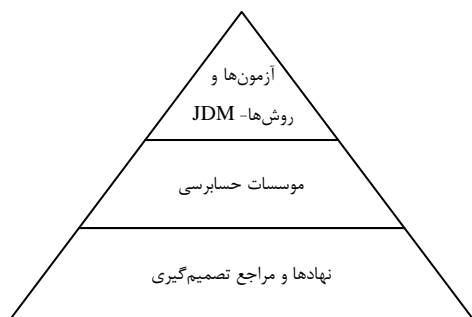 آزمون‌ها و
روش‌ها- JDM
موسسات حسابرسی
نهادها و مراجع تصمیم‌گیری